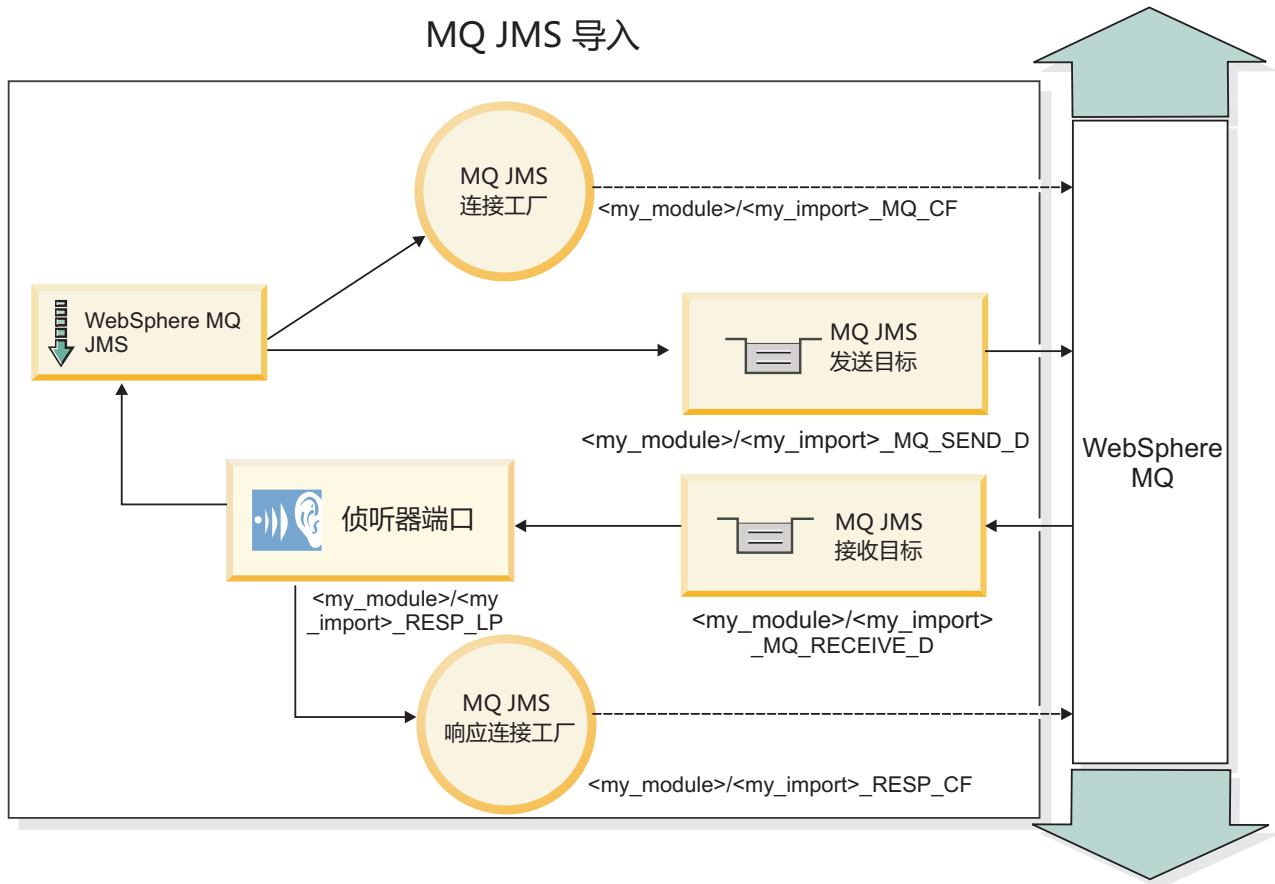 MQ JMS 导入
MQ JMS
连接工厂
<my_module>/<my_import>_MQ_CF
WebSphere MQ
JMS
MQ JMS
发送目标
<my_module>/<my_import>_MQ_SEND_D
WebSphere
MQ
侦听器端口
<my_module>/<my
_import>_RESP_LP
MQ JMS
接收目标
<my_module>/<my_import>
_MQ_RECEIVE_D
MQ JMS
响应连接工厂
<my_module>/<my_import>_RESP_CF